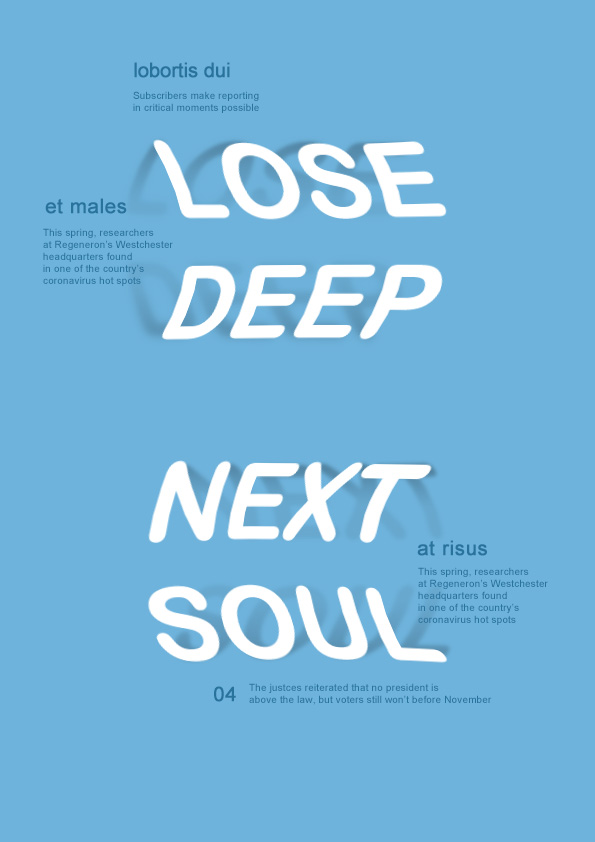 lobortis dui
Subscribers make reporting
in critical moments possible
LOSE
et males
This spring, researchers
at Regeneron's Westchester
headquarters found
in one of the country's
coronavirus hot spots
DEEP
NEXT
at risus
This spring, researchers
at Regeneron's Westchester
headquarters found
in one of the country's
coronavirus hot spots
SOUL
04
The justces reiterated that no president is
above the law, but voters still won't before November